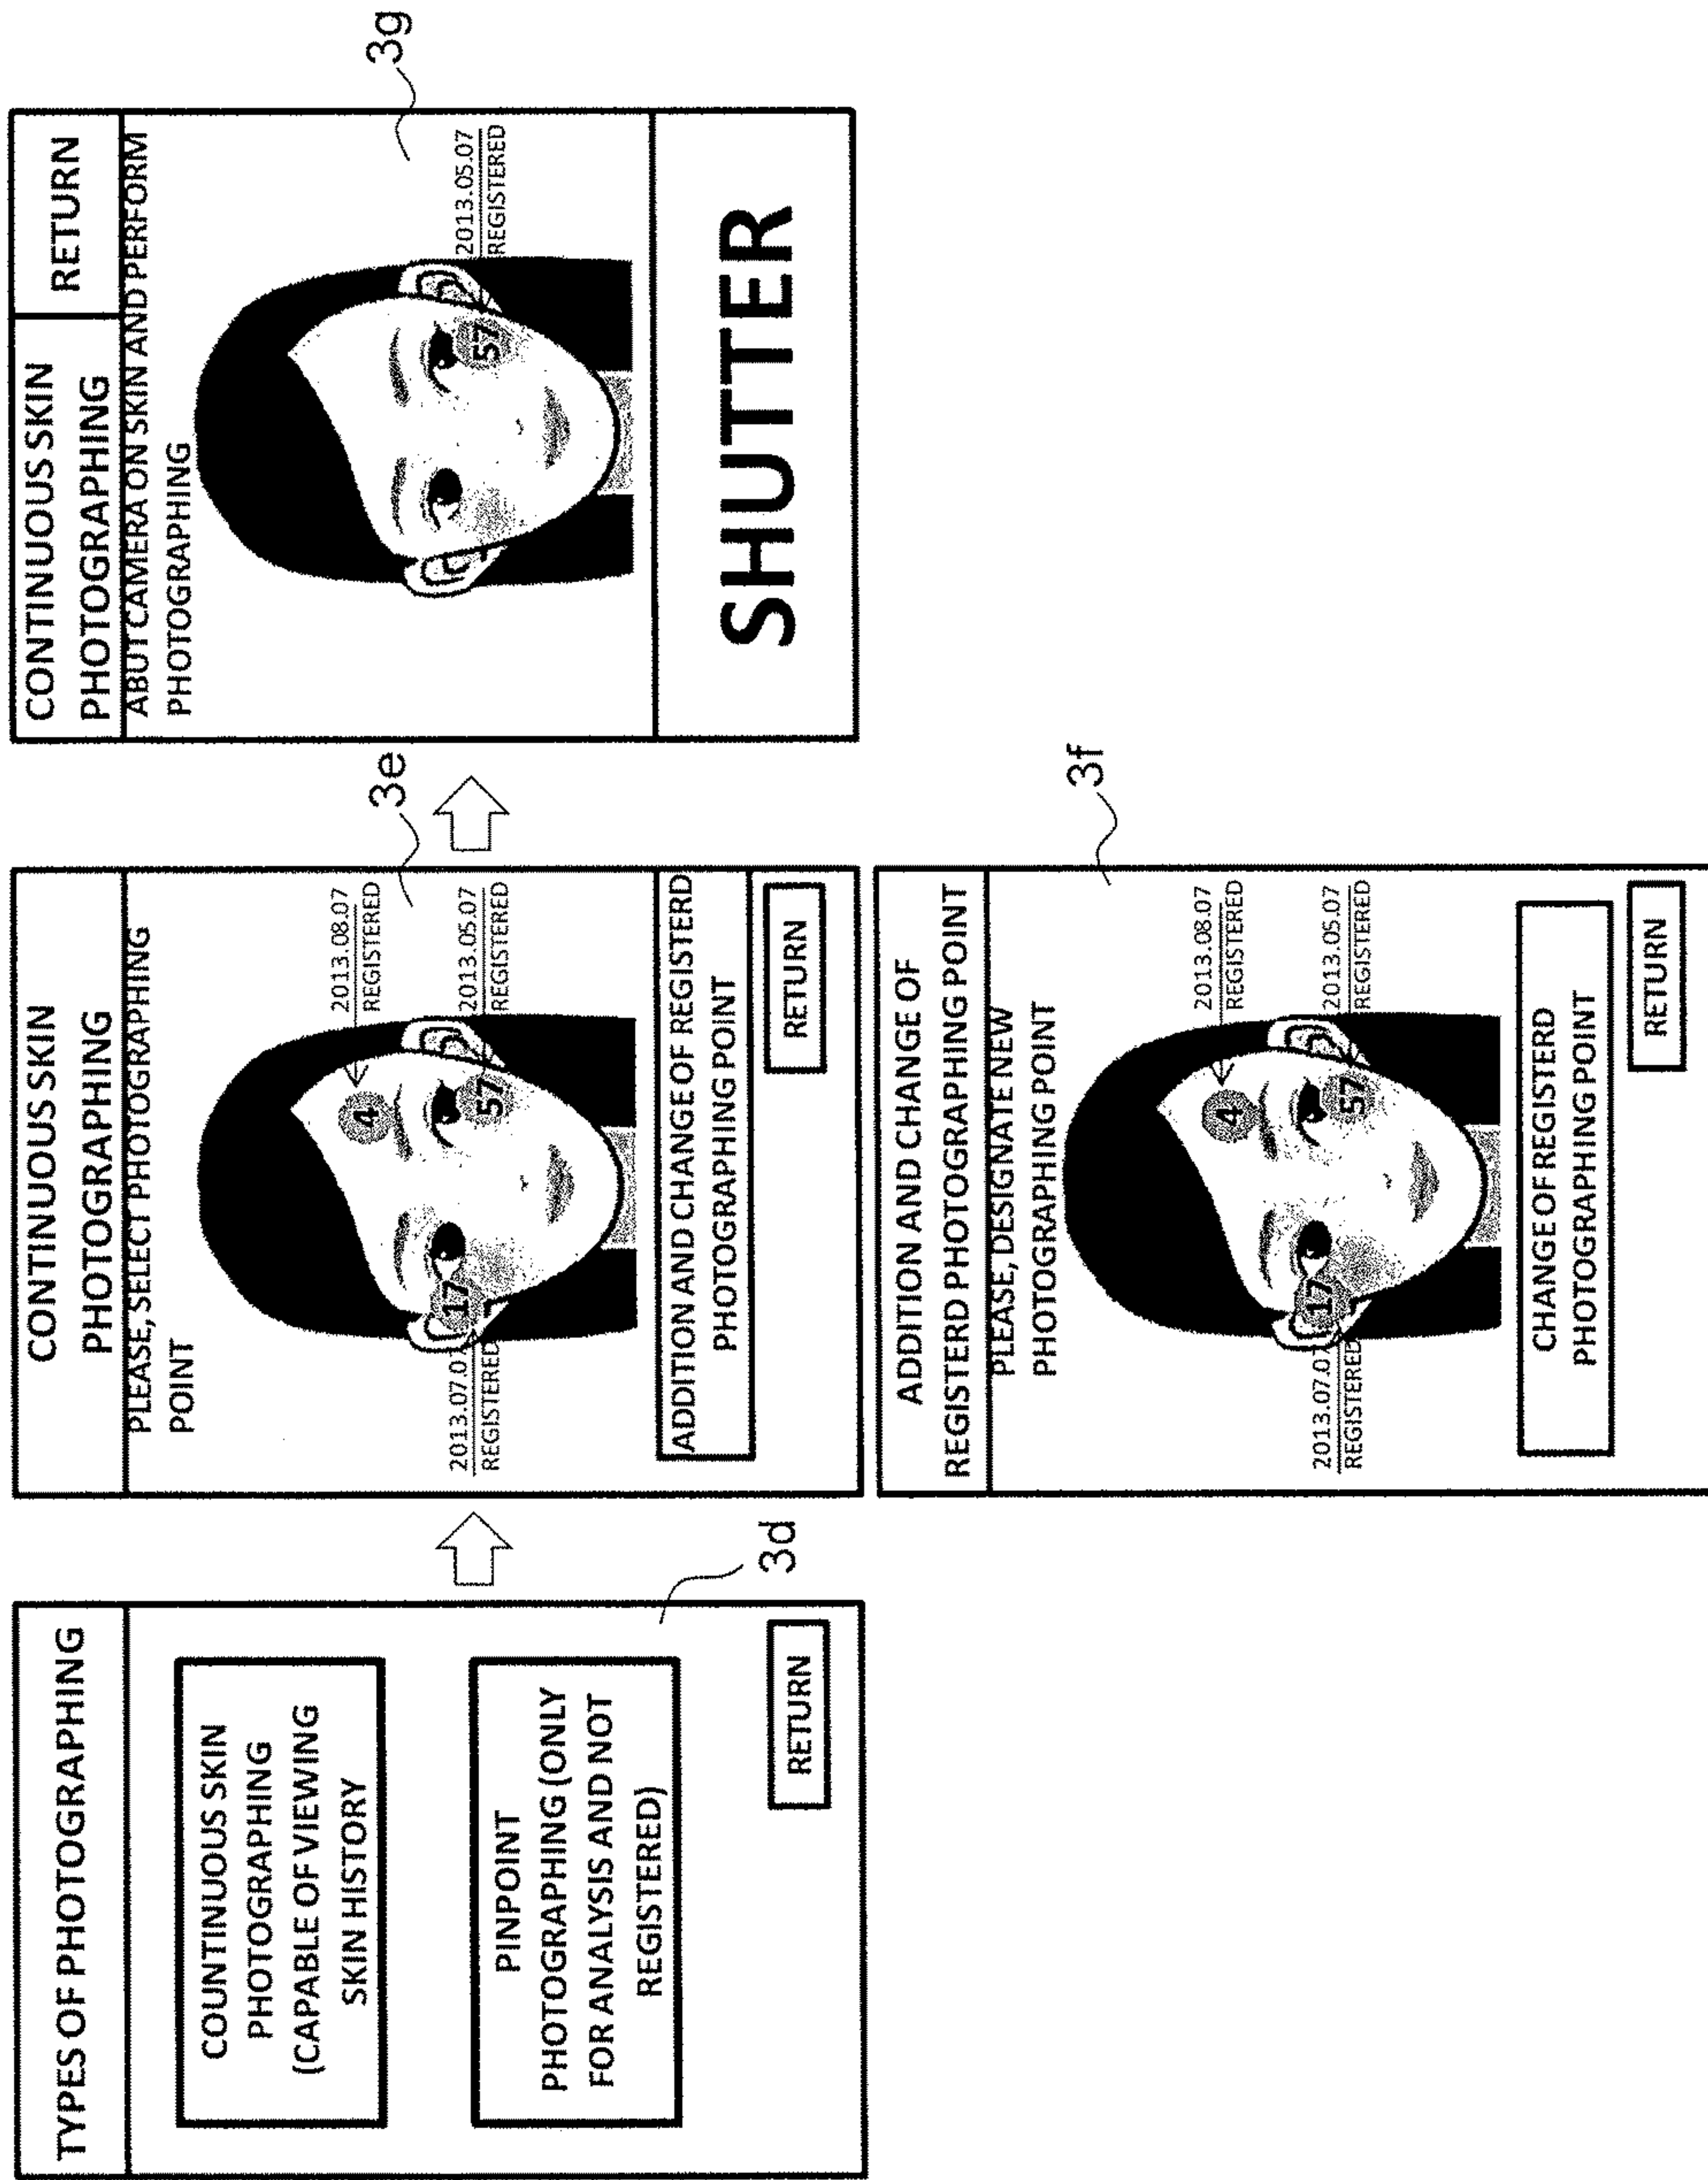 TYPES OF PHOTOGRAPHING
COUNTINUOUS SKIN
PHOTOGRAPHING
(CAPABLE OF VIEWING
SKIN HISTORY
PINPOINT
PHOTOGRAPHING (ONLY
FOR ANALYSIS AND NOT
REGISTERED)
RETURN
3d
CONTINUOUS SKIN
PHOTOGRAPHING
PLEASE, SELECT PHOTOGRAPHING
POINT
2013.08.07
REGISTERED
4
17
57
2013.07.07
REGISTERED
2013.05.07
REGISTERED
ADDITION AND CHANGE OF REGISTERD
PHOTOGRAPHING POINT
RETURN
3e
CONTINUOUS SKIN
PHOTOGRAPHING
RETURN
ABUT CAMERA ON SKIN AND PERFORM
PHOTOGRAPHING
57
2013.05.07
REGISTERED
SHUTTER
3g
ADDITION AND CHANGE OF
REGISTERD PHOTOGRAPHING POINT
PLEASE, DESIGNATE NEW
PHOTOGRAPHING POINT
2013.08.07
REGISTERED
4
17
57
2013.07.07
REGISTERED
2013.05.07
REGISTERED
CHANGE OF REGISTERD
PHOTOGRAPHING POINT
RETURN
3f